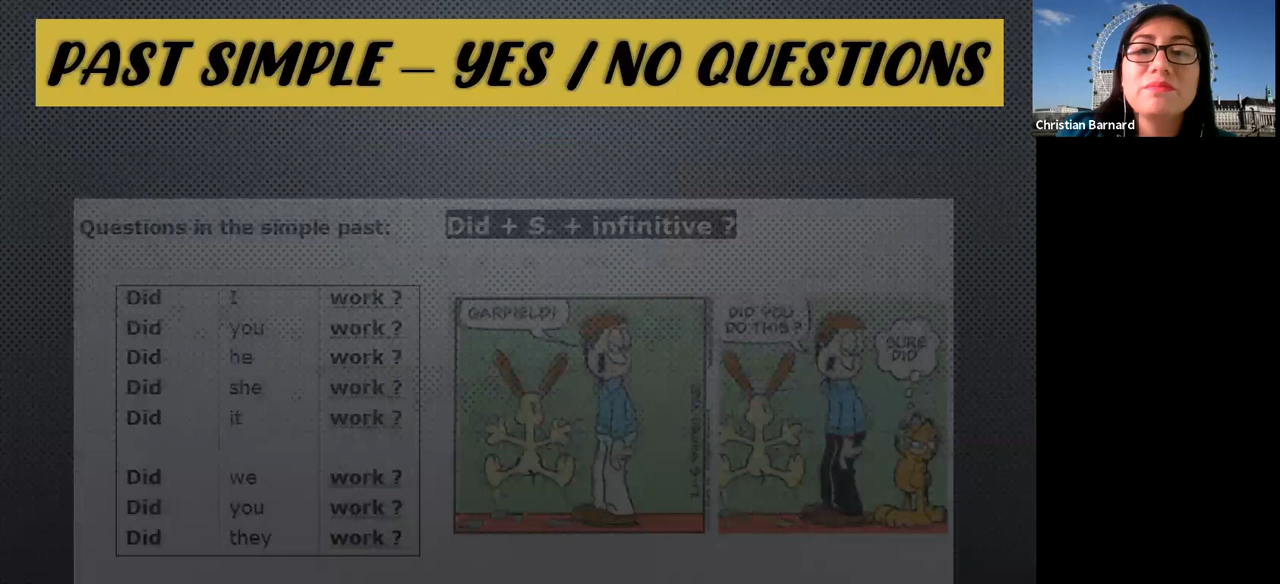 PAST SIMPLE – YES / NO QUESTIONS
Christian Barnard
Questions in the simple past: Did + S. + infinitive ?
Did I work ?
Did you work ?
Did he work ?
Did she work ?
Did it work ?
Did we work ?
Did you work ?
Did they work ?
GARFIELD!
DID YOU
DO THIS?
SURE
DID